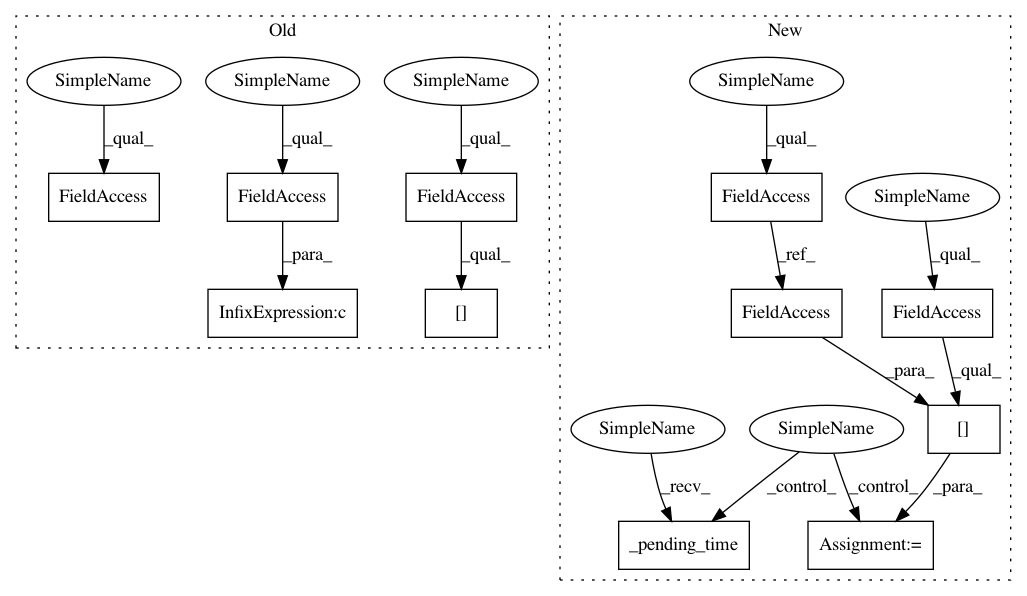 Old
New
SimpleName
SimpleName
SimpleName
SimpleName
_qual_
_qual_
_qual_
_qual_
FieldAccess
FieldAccess
FieldAccess
FieldAccess
SimpleName
_para_
_qual_
_ref_
_qual_
InfixExpression:c
[]
FieldAccess
FieldAccess
_para_
_qual_
SimpleName
SimpleName
[]
_recv_
_control_
_control_
_para_
_pending_time
Assignment:=